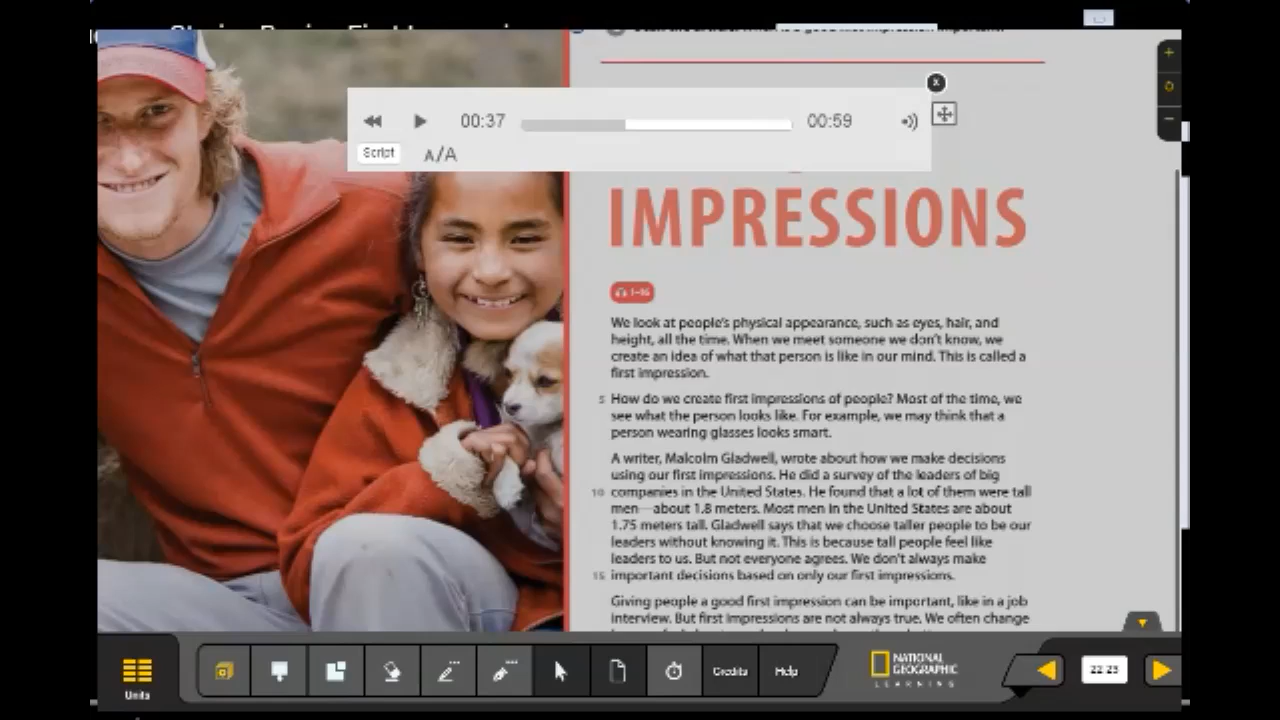 00:37
00:59
Script
A/A
IMPRESSIONS
1-16
We look at people's physical appearance, such as eyes, hair, and
height, all the time. When we meet someone we don't know, we
create an idea of what that person is like in our mind. This is called a
first impression.
5 How do we create first impressions of people? Most of the time, we
see what the person looks like. For example, we may think that a
person wearing glasses looks smart.
A writer, Malcolm Gladwell, wrote about how we make decisions
using our first impressions. He did a survey of the leaders of big
10 companies in the United States. He found that a lot of them were tall
men—about 1.8 meters. Most men in the United States are about
1.75 meters tall. Gladwell says that we choose taller people to be our
leaders without knowing it. This is because tall people feel like
leaders to us. But not everyone agrees. We don't always make
15 important decisions based on only our first impressions.
Giving people a good first impression can be important, like in a job
interview. But first impressions are not always true. We often change
Units
Credits
Help
NATIONAL
GEOGRAPHIC
LEARNING
22-23